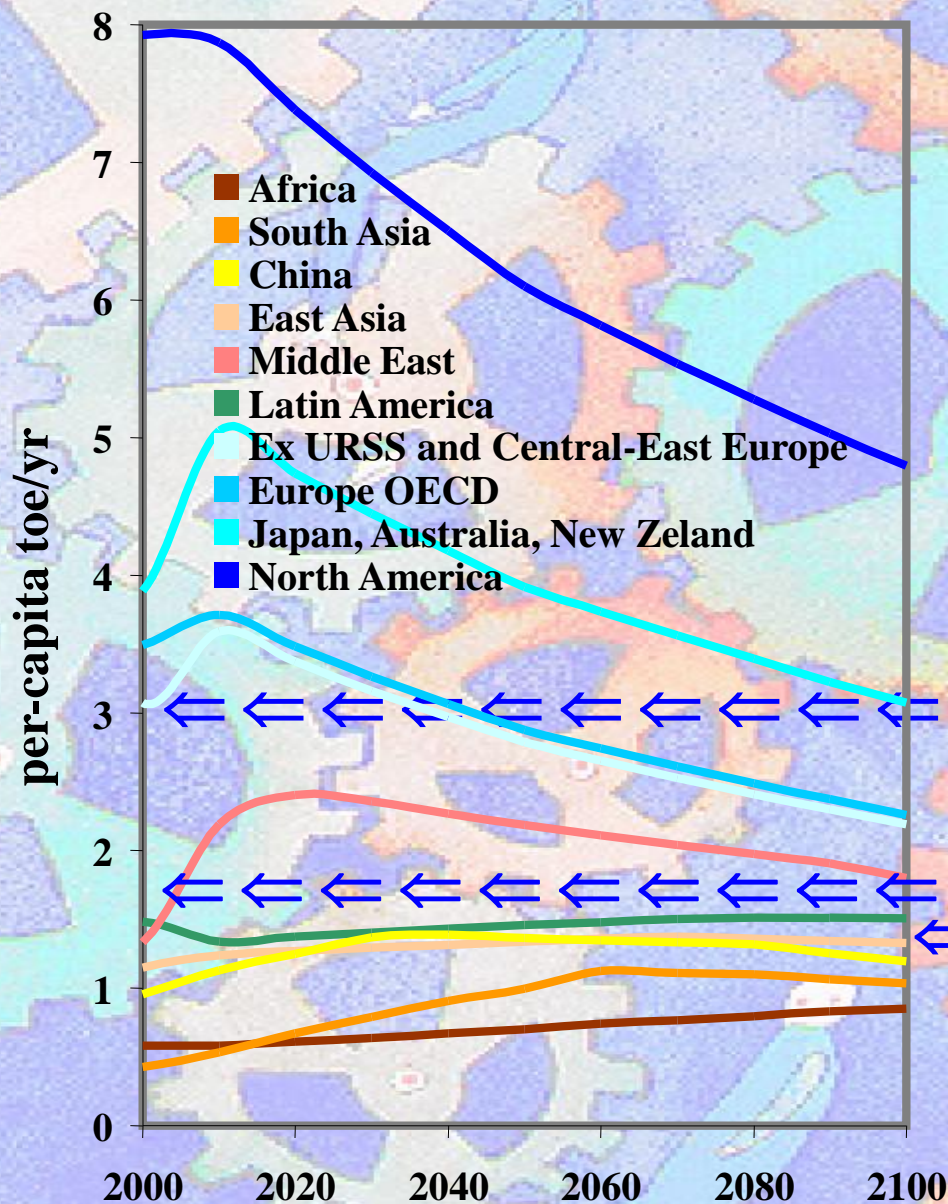 8
7
6
5
4
3
2
1
0
per-capita toe/yr
Africa
South Asia
China
East Asia
Middle East
Latin America
Ex URSS and Central-East Europe
Europe OECD
Japan, Australia, New Zeland
North America
2000 2020 2040 2060 2080 2100